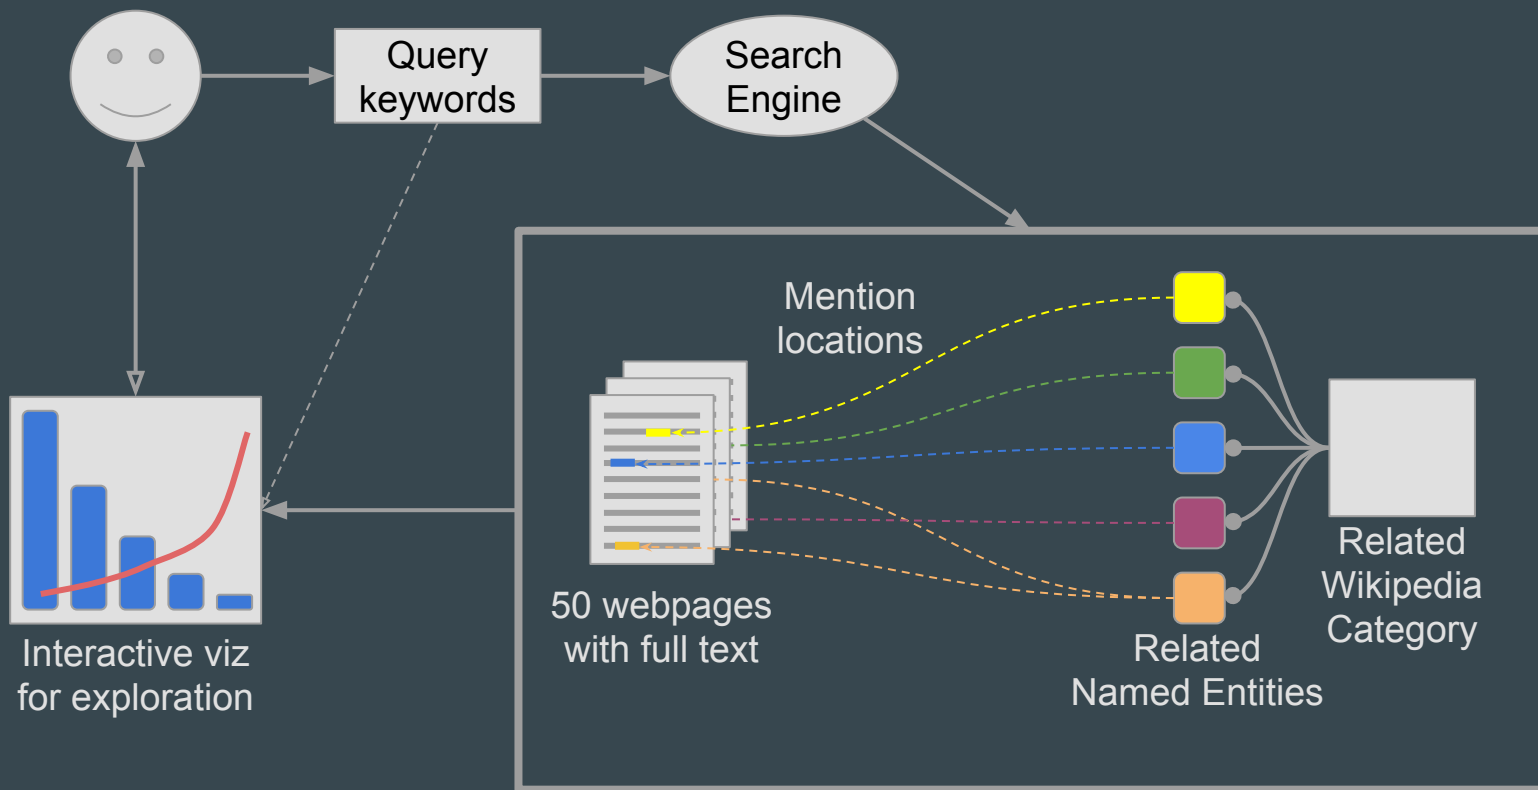 Query
keywords
Search
Engine
Mention
locations
50 webpages
with full text
Related
Named Entities
Related
Wikipedia
Category
Interactive viz
for exploration